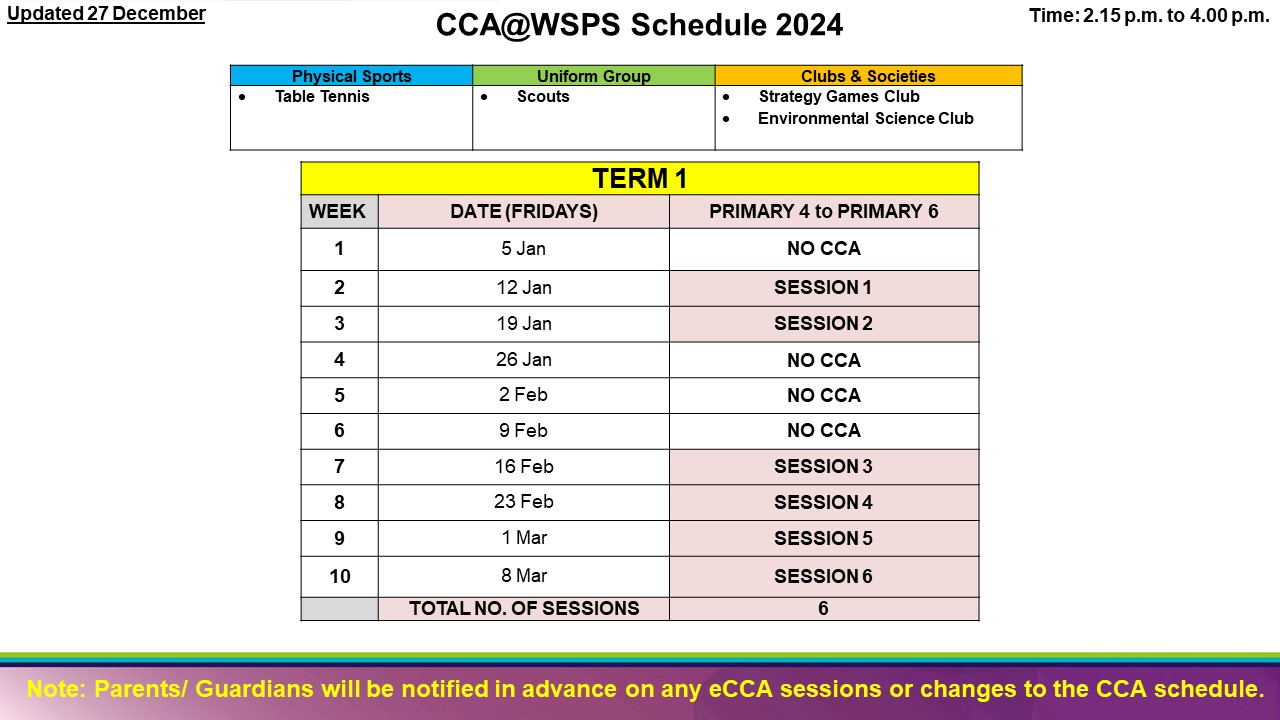 Updated 27 December
CCA@WSPS Schedule 2024
Time: 2.15 p.m. to 4.00 p.m.
Physical Sports Uniform Group Clubs & Societies
• Table Tennis • Scouts • Strategy Games Club
• Environmental Science Club
TERM 1
WEEK DATE (FRIDAYS) PRIMARY 4 to PRIMARY 6
1 5 Jan NO CCA
2 12 Jan SESSION 1
3 19 Jan SESSION 2
4 26 Jan NO CCA
5 2 Feb NO CCA
6 9 Feb NO CCA
7 16 Feb SESSION 3
8 23 Feb SESSION 4
9 1 Mar SESSION 5
10 8 Mar SESSION 6
TOTAL NO. OF SESSIONS 6
Note: Parents/ Guardians will be notified in advance on any eCCA sessions or changes to the CCA schedule.